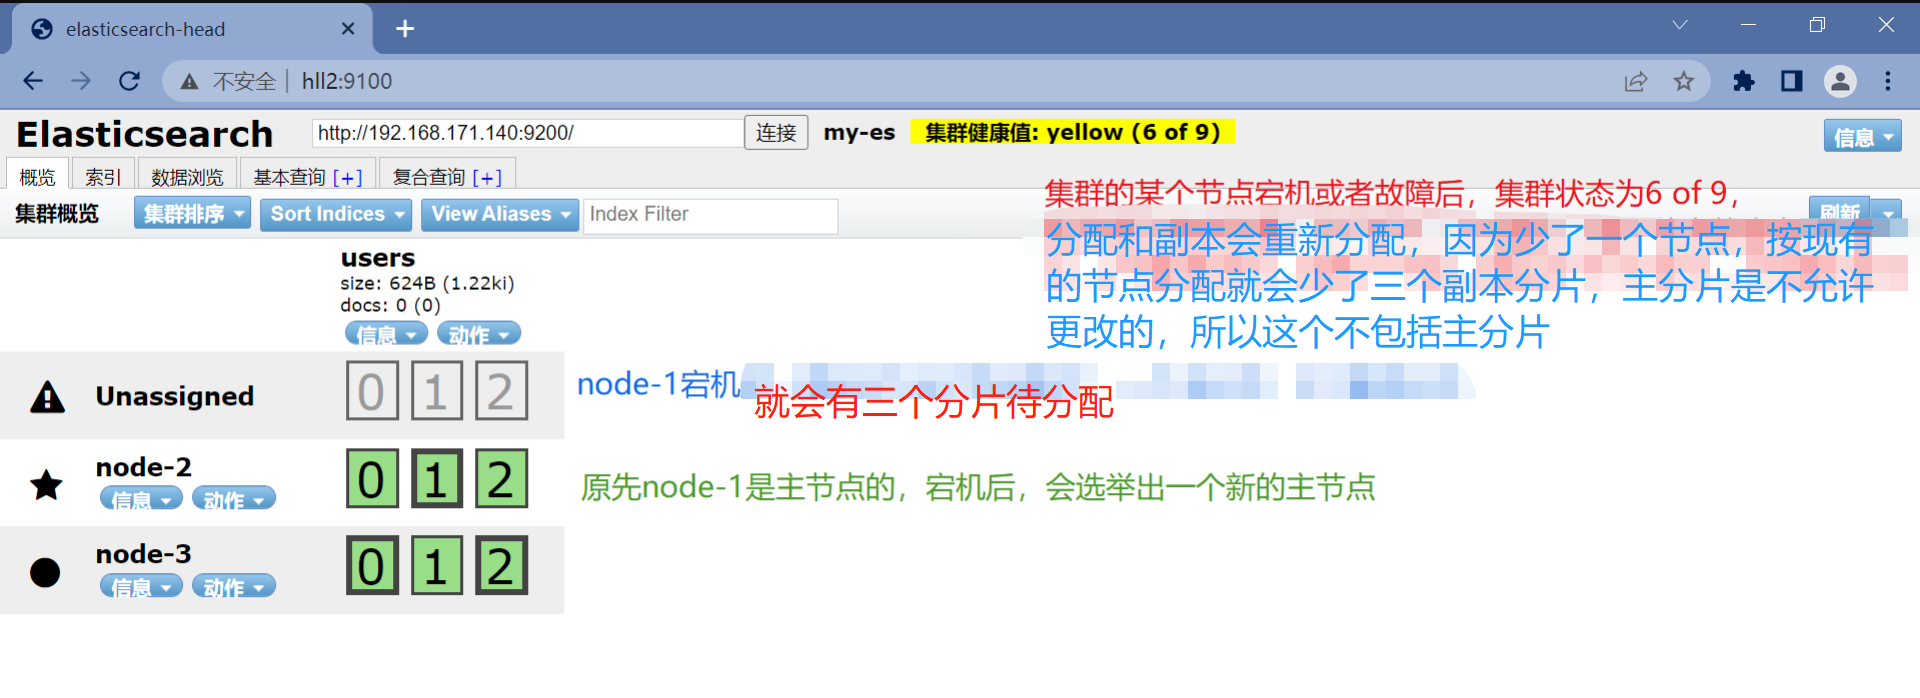 elasticsearch-head
不安全 | hll2:9100
Elasticsearch http://192.168.171.140:9200/ 连接 my-es 集群健康值: yellow (6 of 9) 信息
概览 索引 数据浏览 基本查询 [+] 复合查询 [+]
集群概览 集群排序 Sort Indices View Aliases Index Filter 刷新
集群的某个节点宕机或者故障后，集群状态为6 of 9，
分配和副本会重新分配，因为少了一个节点，按现有
的节点分配就会少了三个副本分片，主分片是不允许
更改的，所以这个不包括主分片
users
size: 624B (1.22ki)
docs: 0 (0)
信息 动作
Unassigned 0 1 2 node-1宕机
就会有三个分片待分配
node-2 0 1 2
信息 动作
原先node-1是主节点的，宕机后，会选举出一个新的主节点
node-3 0 1 2
信息 动作